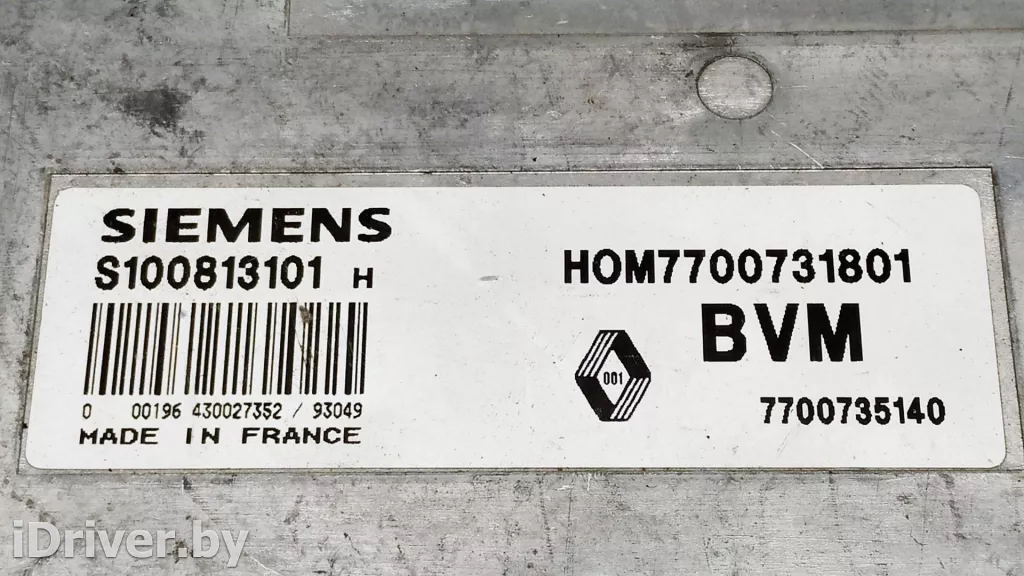 SIEMENS
S100813101 H
0 00196 430027352 / 93049
MADE IN FRANCE
HOM7700731801
BVM
001
7700735140
iDriver.by